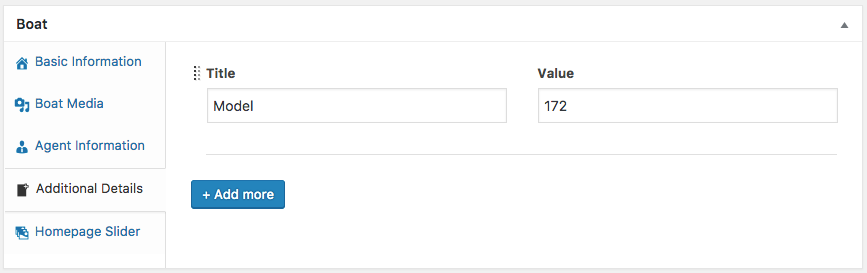 Boat
Basic Information
Boat Media
Agent Information
Additional Details
Homepage Slider
Title Value
Model 172
+ Add more